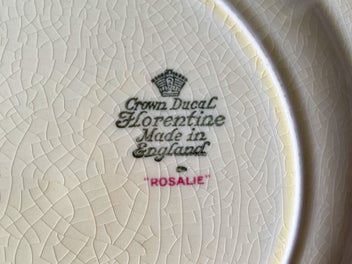 Crown Ducal
Florentine
Made in
England
"ROSALIE"